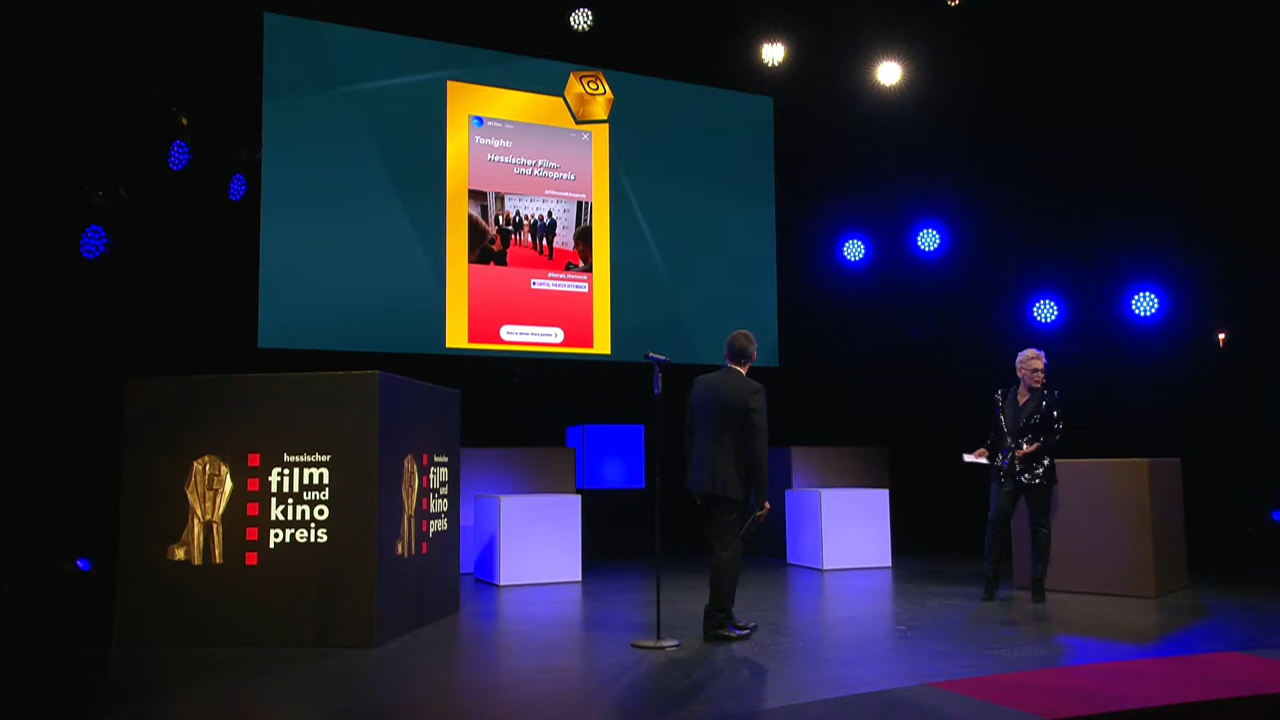 Tonight:
Hessischer Film-
und Kinopreis
CAPITOL THEATER OFFENBACH
hessischer
film
und
kino
preis
hessischer
film
und
kino
preis